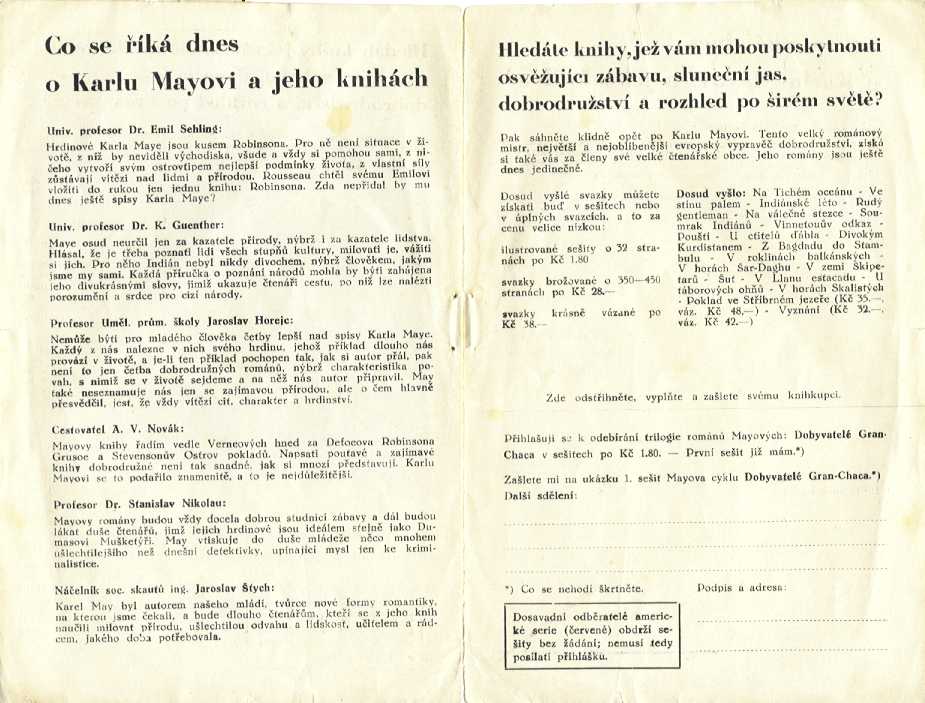 Co se říká dnes
o Karlu Mayovi a jeho knihách
Univ. profesor Dr. Emil Sehling:
Hrdinové Karla Maye jsou kusem Robinsona. Pro ně není situace v ži-
votě, z níž by neviděli východiska, všude a vždy si pomohou sami, z ni-
čeho vytvoří svým ostrovtipem nejlepší podmínky života, z vlastní síly
zůstávají vítězi nad lidmi a přírodou. Rousseau chtěl svému Emilovi
vložiti do rukou jen jednu knihu: Robinsona. Zda nepřidal by mu
dnes ještě spisy Karla Maye?
Univ. profesor Dr. K. Guenther:
Maye osud neurčil jen za kazatele přírody, nýbrž i za kazatele lidstva.
Hlásal, že je třeba poznati lidi všech stupňů kultury, milovati je, vážiti
si jich. Pro něho Indián nebyl nikdy divochem, nýbrž člověkem, jakým
jsme my sami. Každá příručka o poznání národů mohla by býti zahájena
jeho divukrásnými slovy, jimiž ukazuje čtenáři cestu, po níž lze nalézti
porozumění a srdce pro cizí národy.
Profesor Uměl. prům. školy Jaroslav Horejc:
Nemůže býti pro mladého člověka četby lepší nad spisy Karla Maye.
Každý z nás nalezne v nich svého hrdinu, jehož příklad dlouho nás
provází v životě, a je-li ten příklad pochopen tak, jak si autor přál, pak
není to jen četba dobrodružných románů, nýbrž charakteristika po-
vah, s nimiž se v životě sejdeme a na něž nás autor připravil. May
také neseznamuje nás jen se zajímavou přírodou, ale o čem hlavně
přesvědčil, jest, že vždy vítězí cit, charakter a hrdinství.
Cestovatel A. V. Novák:
Mayovy knihy řadím vedle Verneových hned za Defoeova Robinsona
Grusoe a Stevensonův Ostrov pokladů. Napsati poutavé a zajímavé
knihy dobrodružné není tak snadné, jak si mnozí představují. Karlu
Mayovi se to podařilo znamenitě, a to je nejdůležitější.
Profesor Dr. Stanislav Nikolau:
Mayovy romány budou vždy docela dobrou studnicí zábavy a dál budou
lákat duše čtenářů, jimž jejich hrdinové jsou ideálem stejně jako Du-
masovi Mušketýři. May vtiskuje do duše mládeže něco mnohem
ušlechtilejšího než dnešní detektivky, upínající mysl jen ke krimi-
nalistice.
Náčelník soc. skautů ing. Jaroslav Štych:
Karel May byl autorem našeho mládí, tvůrce nové formy romantiky,
na kterou jsme čekali, a bude dlouho čtenářům, kteří se z jeho knih
naučili milovat přírodu, ušlechtilou odvahu a lidskost, učitelem a rád-
cem, jakého doba potřebovala.
Hledáte knihy, jež vám mohou poskytnouti
osvěžující zábavu, sluneční jas,
dobrodružství a rozhled po širém světě?
Pak sáhněte klidně opět po Karlu Mayovi. Tento velký románový
mistr, největší a nejoblíbenější evropský vypravěč dobrodružství, získá
si také vás za členy své velké čtenářské obce. Jeho romány jsou ještě
dnes jedinečné.
Dosud vyšlé svazky můžete
získati buď v sešitech nebo
v úplných svazcích, a to za
cenu velice nízkou:
ilustrované sešity o 32 stra-
nách po Kč 1.80
svazky brožované o 350—450
stranách po Kč 28.—
svazky krásně vázané po
Kč 38.—
Dosud vyšlo: Na Tichém oceánu - Ve
stínu palem - Indiánské léto - Rudý
gentleman - Na válečné stezce - Sou-
mrak Indiánů - Vinnetouův odkaz -
Pouští - U ctitelů ďábla - Divokým
Kurdistanem - Z Bagdadu do Stam-
bulu - V roklinách balkánských -
V horách Šar-Daghu - V zemi Škipe-
tarů - Šut - V Llanu estacadu - U
táborových ohňů - V horách Skalistých
- Poklad ve Stříbrném jezeře (Kč 35.—,
váz. Kč 48.—) - Vyznání (Kč 32.—,
váz. Kč 42.—)
Zde odstřihněte, vyplňte a zašlete svému knihkupci.
Přihlašuji se k odebírání trilogie románů Mayových: Dobyvatelé Gran-
Chaca v sešitech po Kč 1.80. — První sešit již mám.*)
Zašlete mi na ukázku 1. sešit Mayova cyklu Dobyvatelé Gran-Chaca.*)
Další sdělení:
*) Co se nehodí škrtněte.
Podpis a adresa:
Dosavadní odběratelé americ-
ké serie (červené) obdrží se-
šity bez žádání; nemusí tedy
posílati přihlášku.